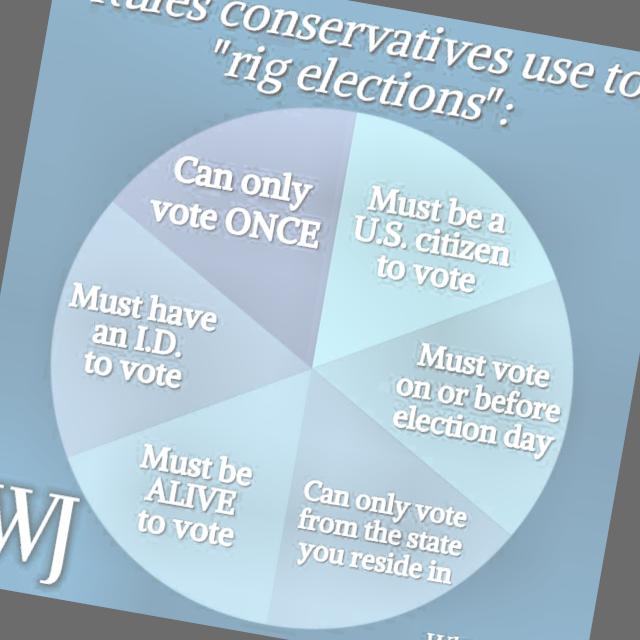 Rules conservatives use to
"rig elections":
Can only
vote ONCE
Must be a
U.S. citizen
to vote
Must have
an I.D.
to vote
Must vote
on or before
election day
Must be
ALIVE
to vote
Can only vote
from the state
you reside in
WJ